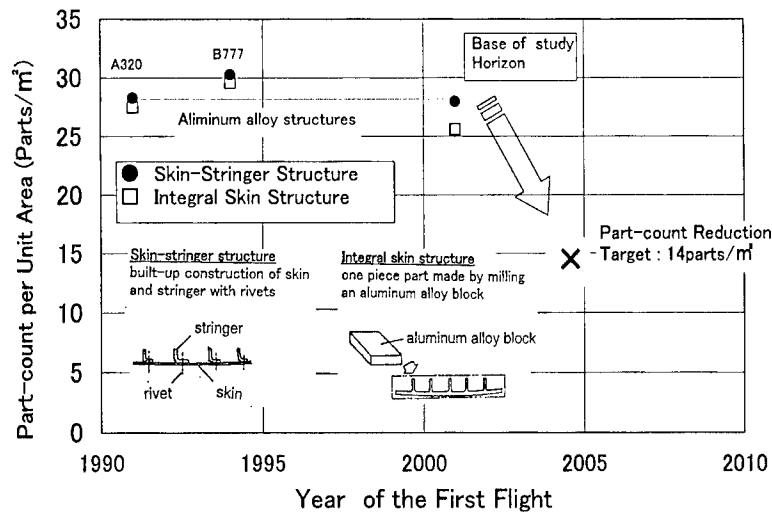 Part-count per Unit Area (Parts/㎡)
35
30
25
20
15
10
5
0
1990
1995
2000
2005
2010
Year of the First Flight
A320
B777
Base of study
Horizon
Aliminum alloy structures
● Skin-Stringer Structure
□ Integral Skin Structure
Part-count Reduction
Target : 14parts/㎡
Skin-stringer structure
built-up construction of skin
and stringer with rivets
stringer
rivet
skin
Integral skin structure
one piece part made by milling
an aluminum alloy block
aluminum alloy block